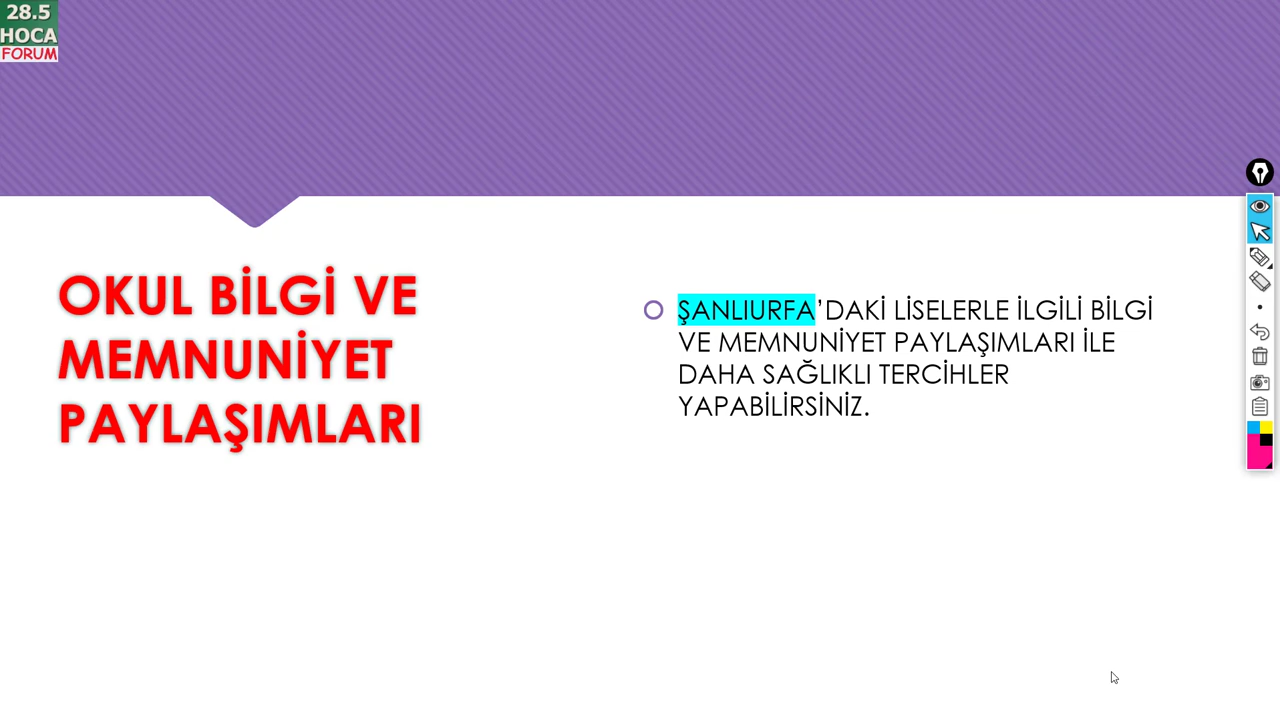 28.5
HOCA
FORUM
OKUL BİLGİ VE
MEMNUNİYET
PAYLAŞIMLARI
ŞANLIURFA’DAKİ LİSELERLE İLGİLİ BİLGİ
VE MEMNUNİYET PAYLAŞIMLARI İLE
DAHA SAĞLIKLI TERCİHLER
YAPABİLİRSİNİZ.